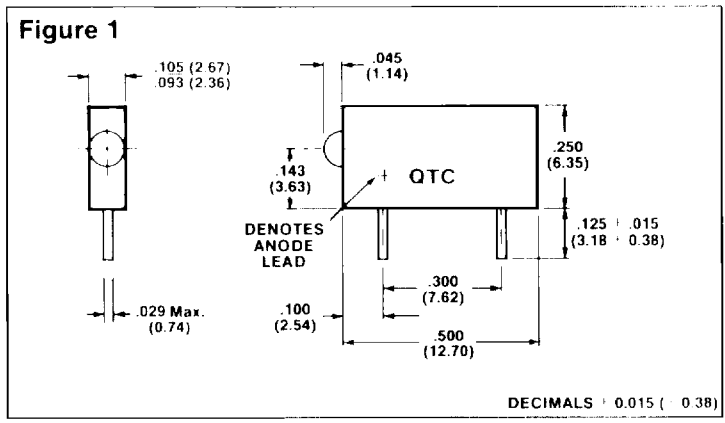 Figure 1
.105 (2.67)
.093 (2.36)
.045
(1.14)
.143
(3.63)
+ QTC
.250
(6.35)
DENOTES
ANODE
LEAD
.125 .015
(3.18 0.38)
.300
(7.62)
.029 Max.
(0.74)
.100
(2.54)
.500
(12.70)
DECIMALS 0.015 ( 0.38)